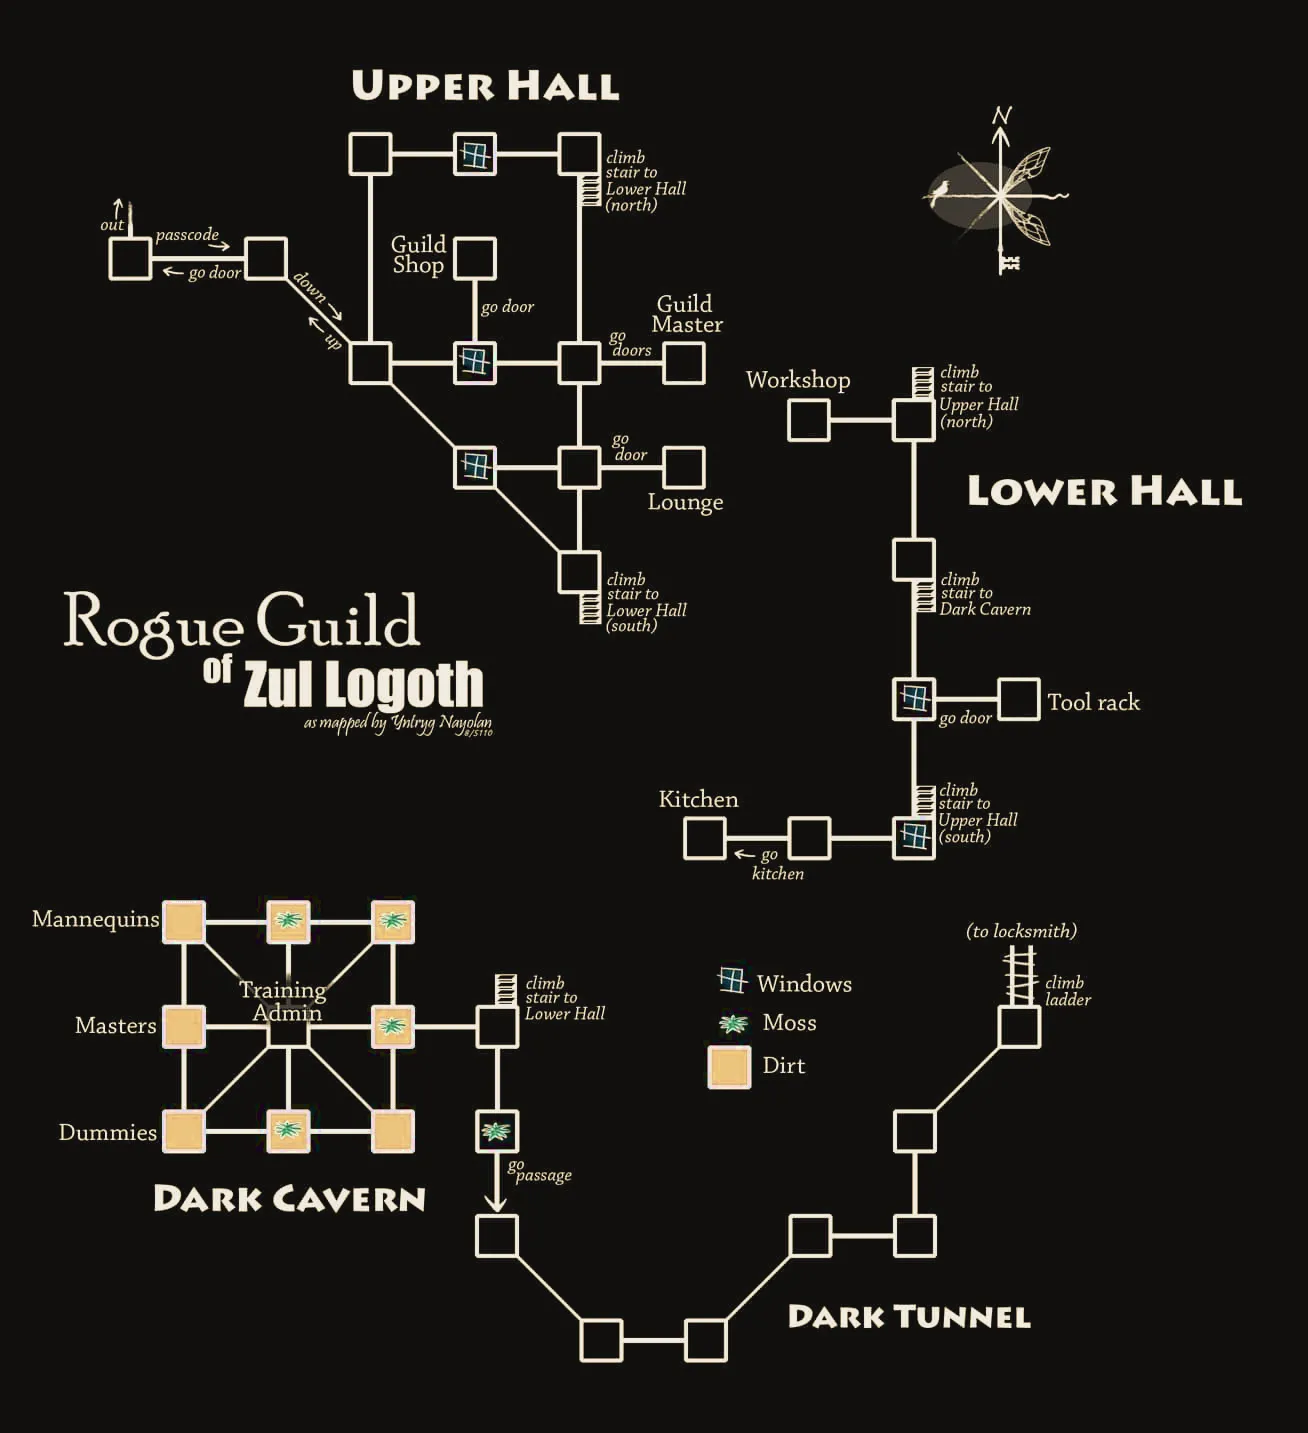 UPPER HALL
N
climb
stair to
Lower Hall
(north)
out
passcode
go door
down
up
Guild
Shop
go door
Guild
Master
go
doors
go
door
Lounge
climb
stair to
Lower Hall
(south)
Workshop
climb
stair to
Upper Hall
(north)
LOWER HALL
climb
stair to
Dark Cavern
go door
Tool rack
climb
stair to
Upper Hall
(south)
Kitchen
go
kitchen
Rogue Guild
of Zul Logoth
as mapped by Yntryg Nayolan
8/5110
Mannequins
Training
Admin
Masters
Dummies
DARK CAVERN
climb
stair to
Lower Hall
go
passage
Windows
Moss
Dirt
(to locksmith)
climb
ladder
DARK TUNNEL